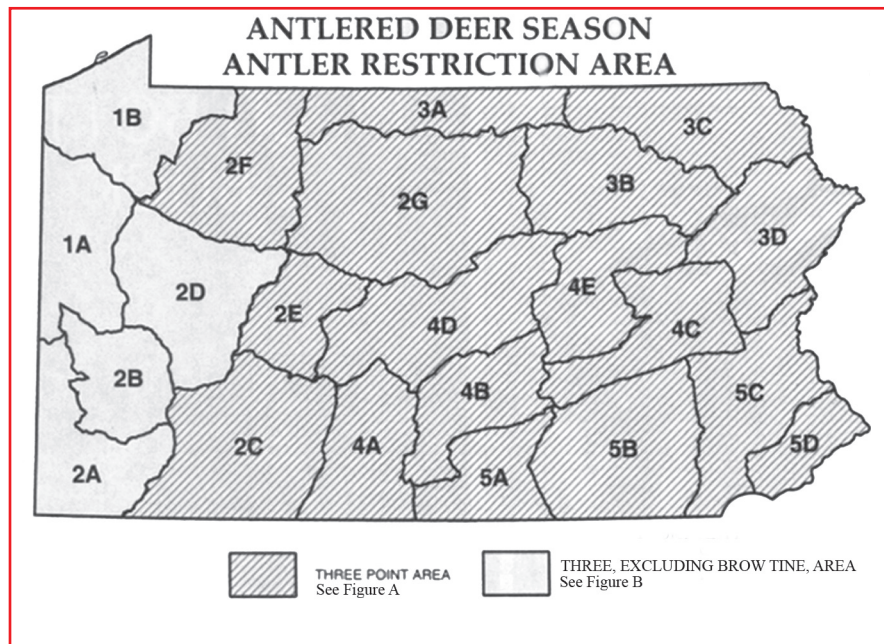 ANTLERED DEER SEASON
ANTLER RESTRICTION AREA
1B
3A
3C
2F
3B
2G
1A
3D
2D
4E
2E
4D
4C
2B
4B
5C
2C
4A
5B
5D
2A
5A
THREE POINT AREA
See Figure A
THREE, EXCLUDING BROW TINE, AREA
See Figure B